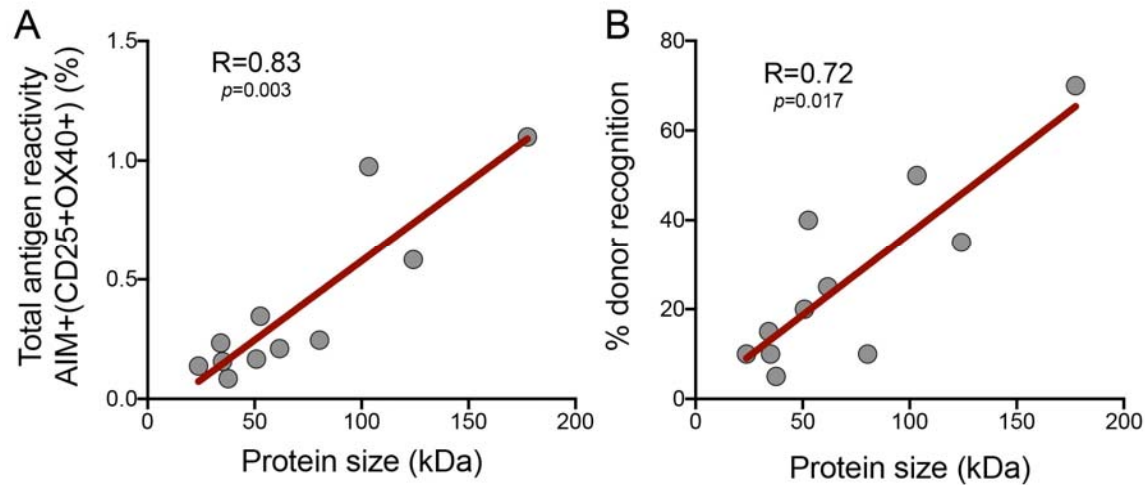 A
Total antigen reactivity
AIM+(CD25+OX40+) (%)
1.5
1.0
0.5
0.0
R=0.83
p=0.003
0 50 100 150 200
Protein size (kDa)
B
% donor recognition
80
60
40
20
0
R=0.72
p=0.017
0 50 100 150 200
Protein size (kDa)